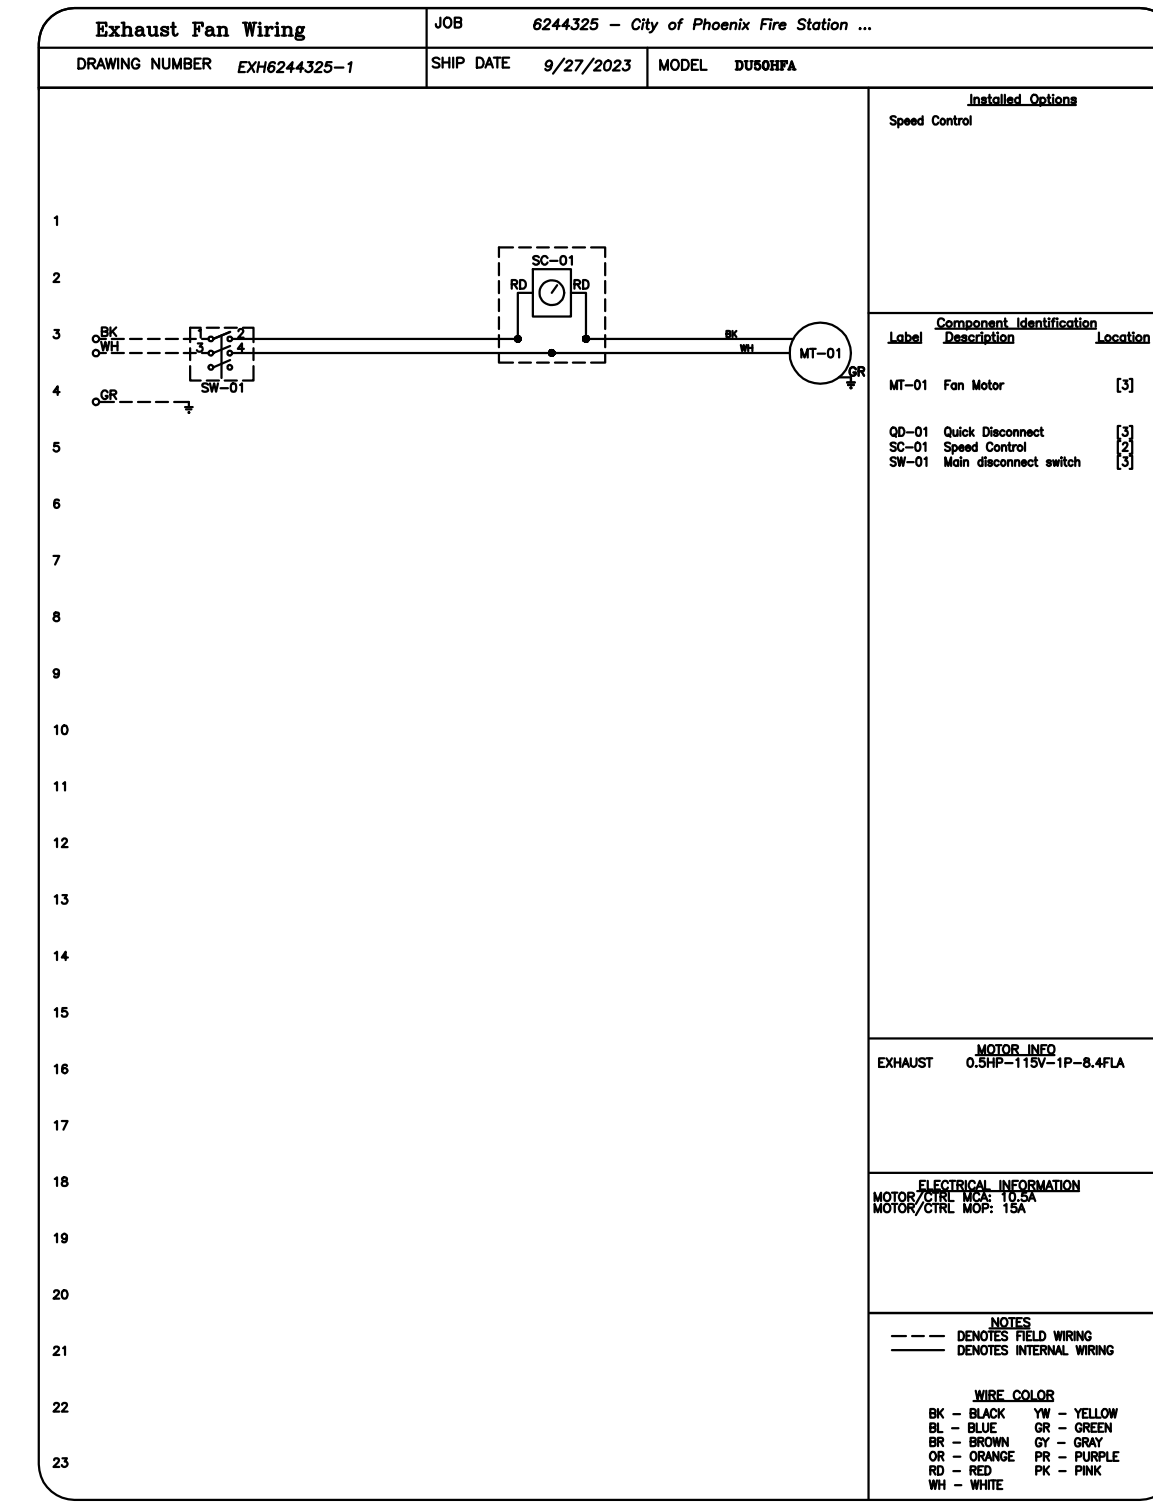 Exhaust Fan Wiring
JOB 6244325 - City of Phoenix Fire Station ...
DRAWING NUMBER EXH6244325-1
SHIP DATE 9/27/2023
MODEL DU50HFA
Installed Options
Speed Control
1
2
3
4
5
6
7
8
9
10
11
12
13
14
15
16
17
18
19
20
21
22
23
SC-01
RD RD
BK
WH
1 2
3 4
SW-01
GR
BK
WH
MT-01
GR
Component Identification
Label Description Location
MT-01 Fan Motor [3]
QD-01 Quick Disconnect [3]
SC-01 Speed Control [2]
SW-01 Main disconnect switch [3]
MOTOR INFO
EXHAUST 0.5HP-115V-1P-8.4FLA
ELECTRICAL INFORMATION
MOTOR/CTRL MCA: 10.5A
MOTOR/CTRL MOP: 15A
NOTES
DENOTES FIELD WIRING
DENOTES INTERNAL WIRING
WIRE COLOR
BK - BLACK YW - YELLOW
BL - BLUE GR - GREEN
BR - BROWN GY - GRAY
OR - ORANGE PR - PURPLE
RD - RED PK - PINK
WH - WHITE